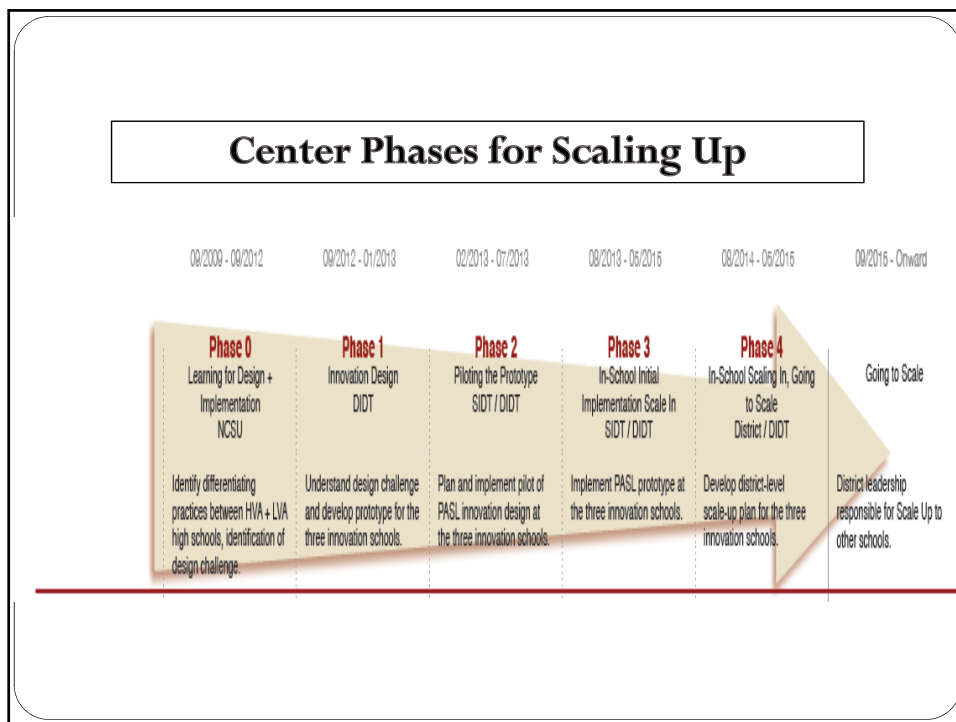 Center Phases for Scaling Up
09/2009 - 09/2012
09/2012 - 01/2013
02/2013 - 07/2013
08/2013 - 05/2015
08/2014 - 05/2015
09/2015 - Onward
Phase 0
Learning for Design +
Implementation
NCSU
Identify differentiating
practices between HVA + LVA
high schools, identification of
design challenge.
Phase 1
Innovation Design
DIDT
Understand design challenge
and develop prototype for the
three innovation schools.
Phase 2
Piloting the Prototype
SIDT / DIDT
Plan and implement pilot of
PASL innovation design at
the three innovation schools.
Phase 3
In-School Initial
Implementation Scale In
SIDT / DIDT
Implement PASL prototype at
the three innovation schools.
Phase 4
In-School Scaling In, Going
to Scale
District / DIDT
Develop district-level
scale-up plan for the three
innovation schools.
Going to Scale
District leadership
responsible for Scale Up to
other schools.